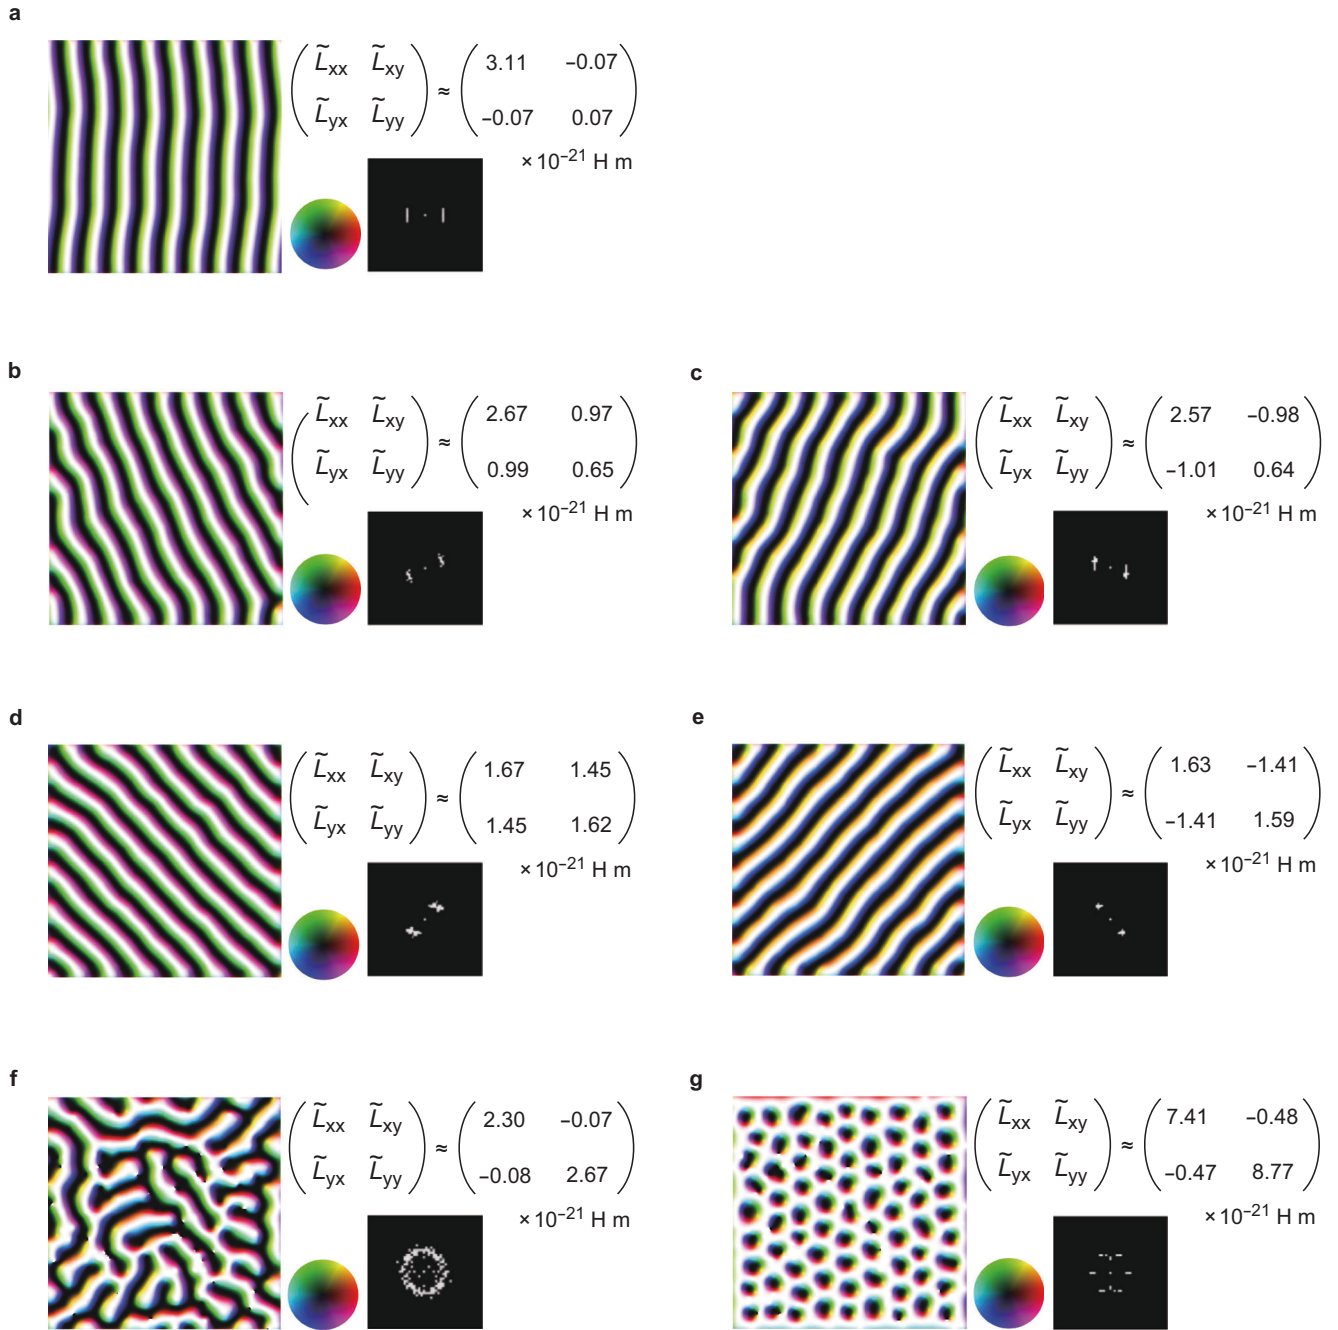 a
L̃xx L̃xy 3.11 −0.07
≈
L̃yx L̃yy −0.07 0.07
× 10−21 H m
b
L̃xx L̃xy 2.67 0.97
≈
L̃yx L̃yy 0.99 0.65
× 10−21 H m
c
L̃xx L̃xy 2.57 −0.98
≈
L̃yx L̃yy −1.01 0.64
× 10−21 H m
d
L̃xx L̃xy 1.67 1.45
≈
L̃yx L̃yy 1.45 1.62
× 10−21 H m
e
L̃xx L̃xy 1.63 −1.41
≈
L̃yx L̃yy −1.41 1.59
× 10−21 H m
f
L̃xx L̃xy 2.30 −0.07
≈
L̃yx L̃yy −0.08 2.67
× 10−21 H m
g
L̃xx L̃xy 7.41 −0.48
≈
L̃yx L̃yy −0.47 8.77
× 10−21 H m